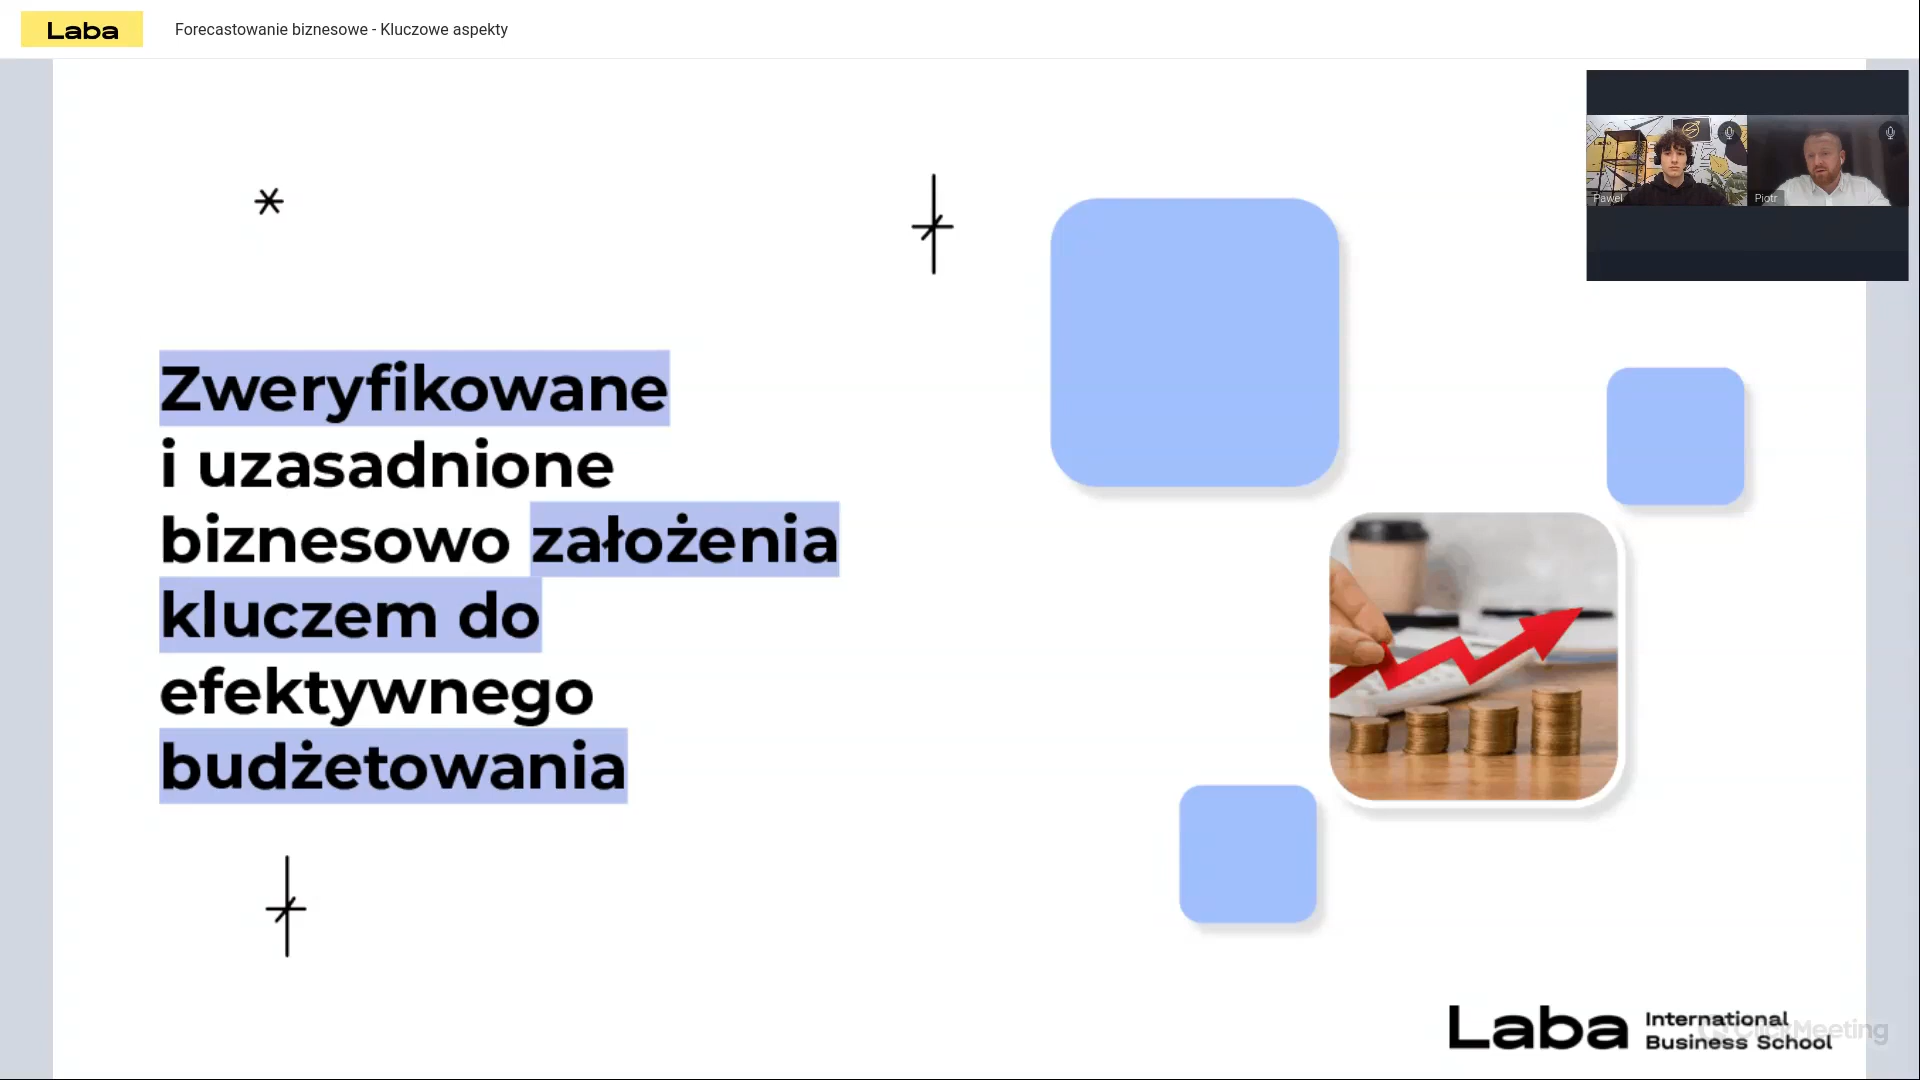 Laba
Forecastowanie biznesowe - Kluczowe aspekty
Paweł
Piotr
Zweryfikowane
i uzasadnione
biznesowo założenia
kluczem do
efektywnego
budżetowania
Laba International
Business School
ClickMeeting